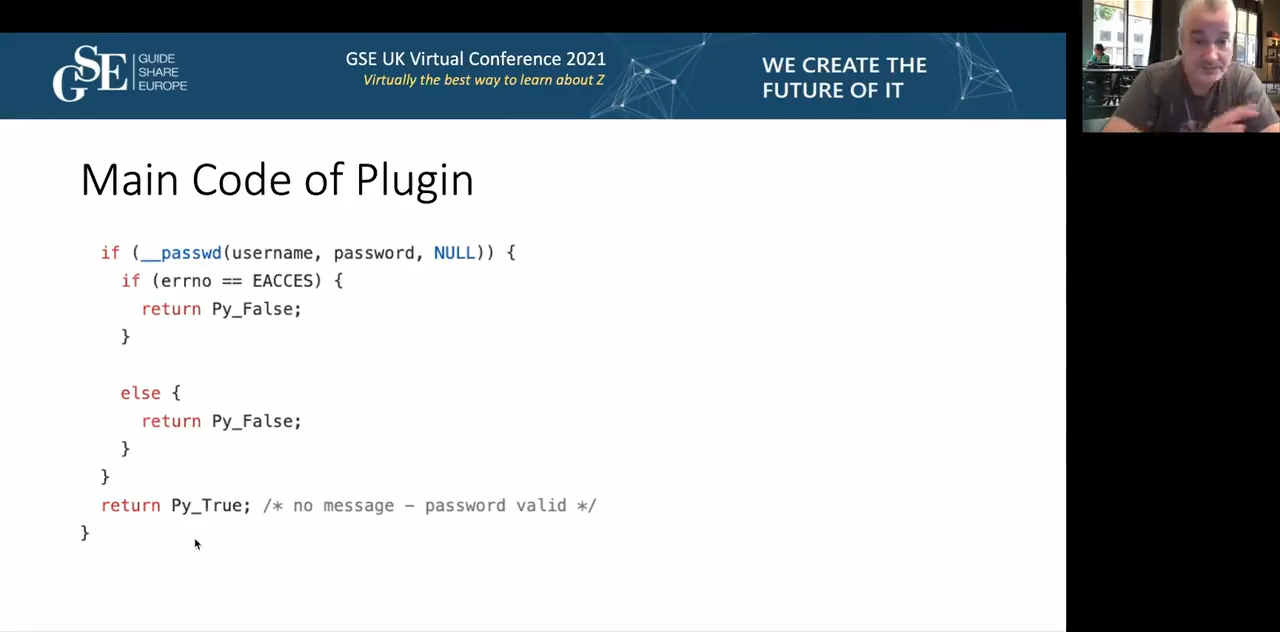 GSE
GUIDE
SHARE
EUROPE
GSE UK Virtual Conference 2021
Virtually the best way to learn about Z
WE CREATE THE
FUTURE OF IT
Main Code of Plugin
if (__passwd(username, password, NULL)) {
if (errno == EACCES) {
return Py_False;
}
else {
return Py_False;
}
}
return Py_True; /* no message – password valid */
}